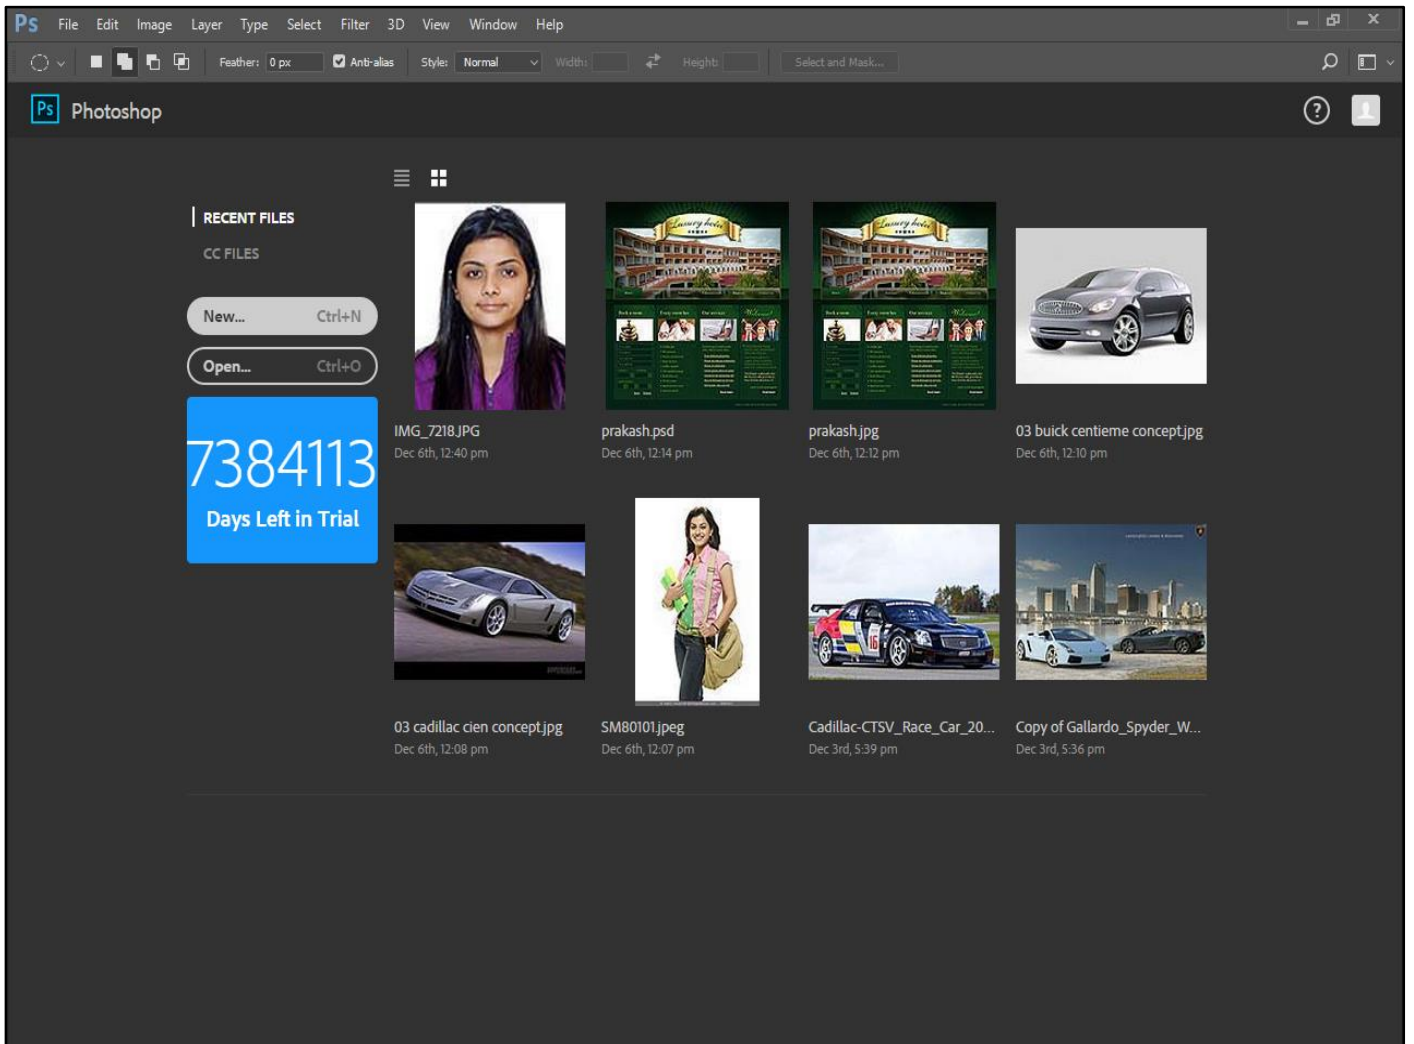 Ps File Edit Image Layer Type Select Filter 3D View Window Help
Feather: 0 px Anti-alias Style: Normal Width: Height: Select and Mask...
Ps Photoshop
RECENT FILES
CC FILES
New... Ctrl+N
Open... Ctrl+O
7384113
Days Left in Trial
Luxury hotel
Luxury hotel
IMG_7218.JPG
Dec 6th, 12:40 pm
prakash.psd
Dec 6th, 12:14 pm
prakash.jpg
Dec 6th, 12:12 pm
03 buick centieme concept.jpg
Dec 6th, 12:10 pm
16
03 cadillac cien concept.jpg
Dec 6th, 12:08 pm
SM80101.jpeg
Dec 6th, 12:07 pm
Cadillac-CTSV_Race_Car_20...
Dec 3rd, 5:39 pm
Copy of Gallardo_Spyder_W...
Dec 3rd, 5:36 pm